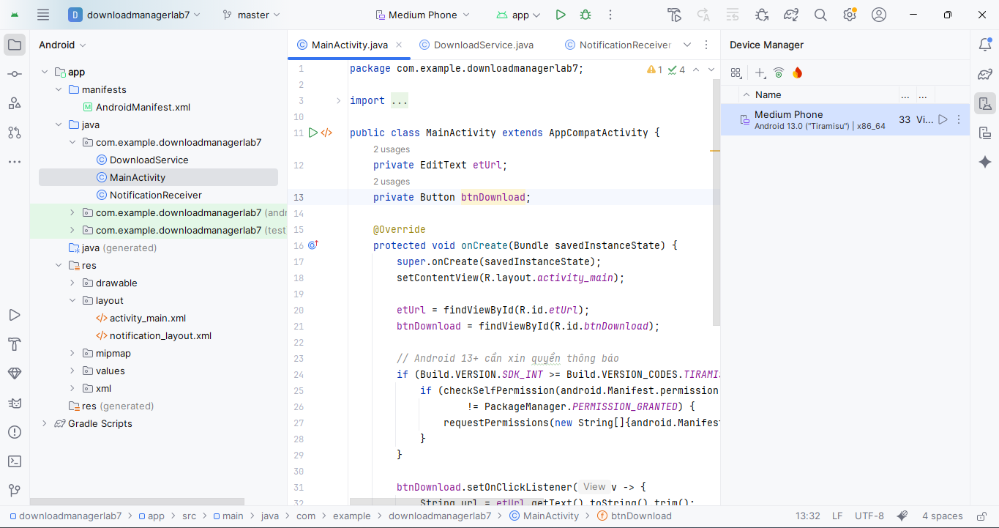 D downloadmanagerlab7 master Medium Phone app
Android
MainActivity.java DownloadService.java NotificationReceiver
Device Manager
app
manifests
AndroidManifest.xml
java
com.example.downloadmanagerlab7
DownloadService
MainActivity
NotificationReceiver
com.example.downloadmanagerlab7 (andr
com.example.downloadmanagerlab7 (test
java (generated)
res
drawable
layout
activity_main.xml
notification_layout.xml
mipmap
values
xml
res (generated)
Gradle Scripts
1 package com.example.downloadmanagerlab7; 1 4
2
3 import ...
10
11 public class MainActivity extends AppCompatActivity {
2 usages
12 private EditText etUrl;
2 usages
13 private Button btnDownload;
14
15 @Override
16 protected void onCreate(Bundle savedInstanceState) {
17 super.onCreate(savedInstanceState);
18 setContentView(R.layout.activity_main);
19
20 etUrl = findViewById(R.id.etUrl);
21 btnDownload = findViewById(R.id.btnDownload);
22
23 // Android 13+ cần xin quyền thông báo
24 if (Build.VERSION.SDK_INT >= Build.VERSION_CODES.TIRAMIS
25 if (checkSelfPermission(android.Manifest.permission
26 != PackageManager.PERMISSION_GRANTED) {
27 requestPermissions(new String[]{android.Manifest
28 }
29 }
30
31 btnDownload.setOnClickListener( View v -> {
32 String url = etUrl.getText().toString().trim();
Name ... ...
Medium Phone 33 Vi...
Android 13.0 ("Tiramisu") | x86_64
downloadmanagerlab7 > app > src > main > java > com > example > downloadmanagerlab7 > MainActivity > btnDownload 13:32 LF UTF-8 4 spaces